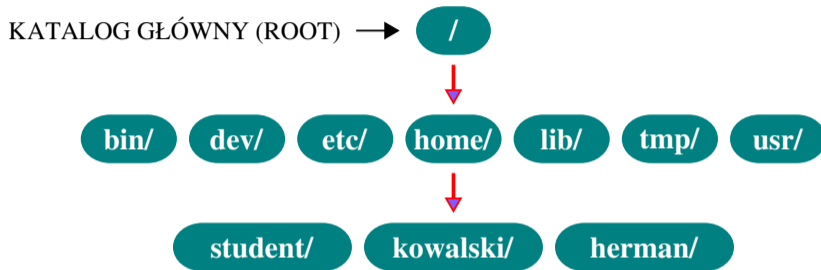 KATALOG GŁÓWNY (ROOT) /
bin/ dev/ etc/ home/ lib/ tmp/ usr/
student/ kowalski/ herman/